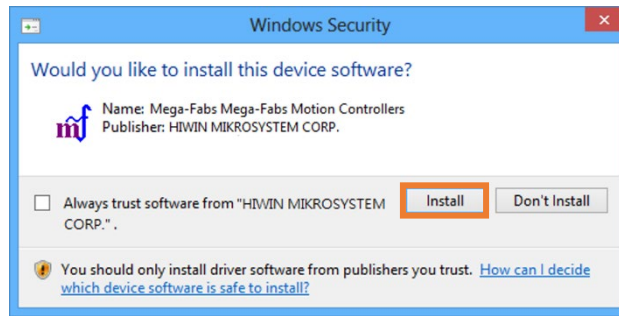 Windows Security
Would you like to install this device software?
mf
Name: Mega-Fabs Mega-Fabs Motion Controllers
Publisher: HIWIN MIKROSYSTEM CORP.
Always trust software from "HIWIN MIKROSYSTEM
CORP.".
Install
Don't Install
You should only install driver software from publishers you trust. How can I decide
which device software is safe to install?